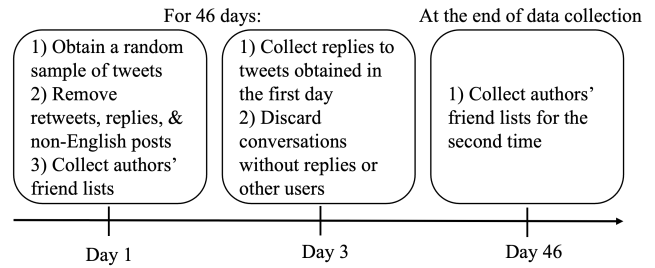 For 46 days:
At the end of data collection
1) Obtain a random
sample of tweets
2) Remove
retweets, replies, &
non-English posts
3) Collect authors'
friend lists
1) Collect replies to
tweets obtained in
the first day
2) Discard
conversations
without replies or
other users
1) Collect authors'
friend lists for the
second time
Day 1
Day 3
Day 46